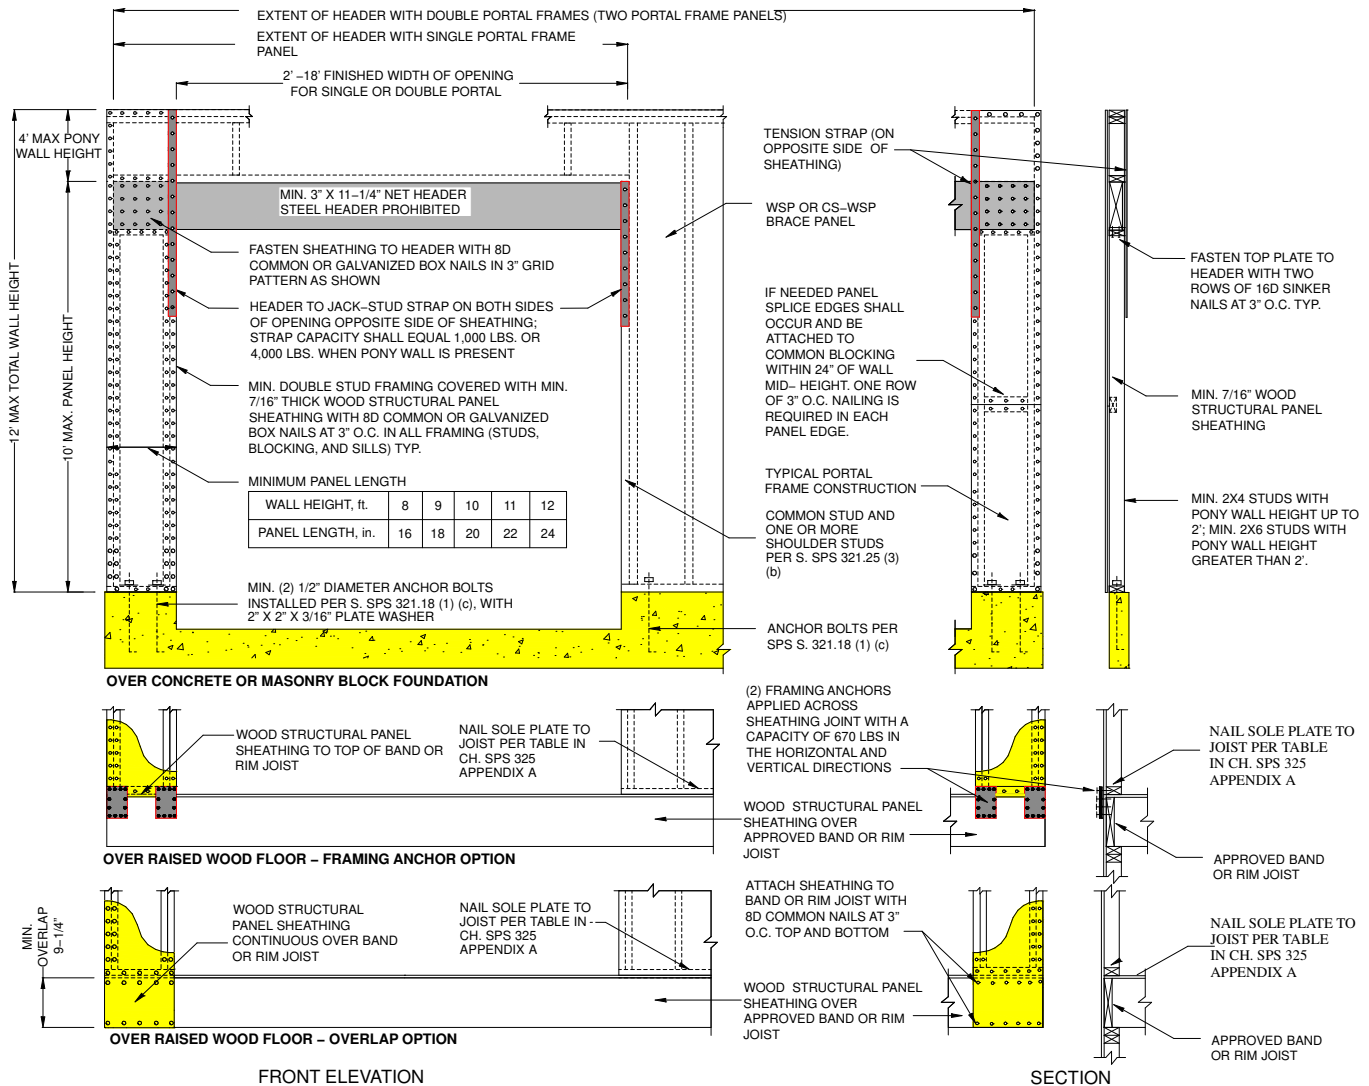 EXTENT OF HEADER WITH DOUBLE PORTAL FRAMES (TWO PORTAL FRAME PANELS)
EXTENT OF HEADER WITH SINGLE PORTAL FRAME
PANEL
2' –18' FINISHED WIDTH OF OPENING
FOR SINGLE OR DOUBLE PORTAL
4' MAX PONY
WALL HEIGHT
12' MAX TOTAL WALL HEIGHT
10' MAX. PANEL HEIGHT
MIN. 3" X 11–1/4" NET HEADER
STEEL HEADER PROHIBITED
FASTEN SHEATHING TO HEADER WITH 8D
COMMON OR GALVANIZED BOX NAILS IN 3" GRID
PATTERN AS SHOWN
HEADER TO JACK–STUD STRAP ON BOTH SIDES
OF OPENING OPPOSITE SIDE OF SHEATHING;
STRAP CAPACITY SHALL EQUAL 1,000 LBS. OR
4,000 LBS. WHEN PONY WALL IS PRESENT
MIN. DOUBLE STUD FRAMING COVERED WITH MIN.
7/16" THICK WOOD STRUCTURAL PANEL
SHEATHING WITH 8D COMMON OR GALVANIZED
BOX NAILS AT 3" O.C. IN ALL FRAMING (STUDS,
BLOCKING, AND SILLS) TYP.
MINIMUM PANEL LENGTH
WALL HEIGHT, ft. 8 9 10 11 12
PANEL LENGTH, in. 16 18 20 22 24
MIN. (2) 1/2" DIAMETER ANCHOR BOLTS
INSTALLED PER S. SPS 321.18 (1) (c), WITH
2" X 2" X 3/16" PLATE WASHER
TENSION STRAP (ON
OPPOSITE SIDE OF
SHEATHING)
WSP OR CS–WSP
BRACE PANEL
IF NEEDED PANEL
SPLICE EDGES SHALL
OCCUR AND BE
ATTACHED TO
COMMON BLOCKING
WITHIN 24" OF WALL
MID– HEIGHT. ONE ROW
OF 3" O.C. NAILING IS
REQUIRED IN EACH
PANEL EDGE.
TYPICAL PORTAL
FRAME CONSTRUCTION
COMMON STUD AND
ONE OR MORE
SHOULDER STUDS
PER S. SPS 321.25 (3)
(b)
ANCHOR BOLTS PER
SPS S. 321.18 (1) (c)
FASTEN TOP PLATE TO
HEADER WITH TWO
ROWS OF 16D SINKER
NAILS AT 3" O.C. TYP.
MIN. 7/16" WOOD
STRUCTURAL PANEL
SHEATHING
MIN. 2X4 STUDS WITH
PONY WALL HEIGHT UP TO
2'; MIN. 2X6 STUDS WITH
PONY WALL HEIGHT
GREATER THAN 2'.
OVER CONCRETE OR MASONRY BLOCK FOUNDATION
WOOD STRUCTURAL PANEL
SHEATHING TO TOP OF BAND OR
RIM JOIST
NAIL SOLE PLATE TO
JOIST PER TABLE IN
CH. SPS 325
APPENDIX A
(2) FRAMING ANCHORS
APPLIED ACROSS
SHEATHING JOINT WITH A
CAPACITY OF 670 LBS IN
THE HORIZONTAL AND
VERTICAL DIRECTIONS
WOOD STRUCTURAL PANEL
SHEATHING OVER
APPROVED BAND OR RIM
JOIST
NAIL SOLE PLATE TO
JOIST PER TABLE
IN CH. SPS 325
APPENDIX A
APPROVED BAND
OR RIM JOIST
OVER RAISED WOOD FLOOR – FRAMING ANCHOR OPTION
MIN.
OVERLAP
9–1/4"
WOOD STRUCTURAL
PANEL SHEATHING
CONTINUOUS OVER BAND
OR RIM JOIST
NAIL SOLE PLATE TO
JOIST PER TABLE IN
CH. SPS 325
APPENDIX A
ATTACH SHEATHING TO
BAND OR RIM JOIST WITH
8D COMMON NAILS AT 3"
O.C. TOP AND BOTTOM
WOOD STRUCTURAL PANEL
SHEATHING OVER
APPROVED BAND OR RIM
JOIST
NAIL SOLE PLATE TO
JOIST PER TABLE
IN CH. SPS 325
APPENDIX A
APPROVED BAND
OR RIM JOIST
OVER RAISED WOOD FLOOR – OVERLAP OPTION
FRONT ELEVATION
SECTION